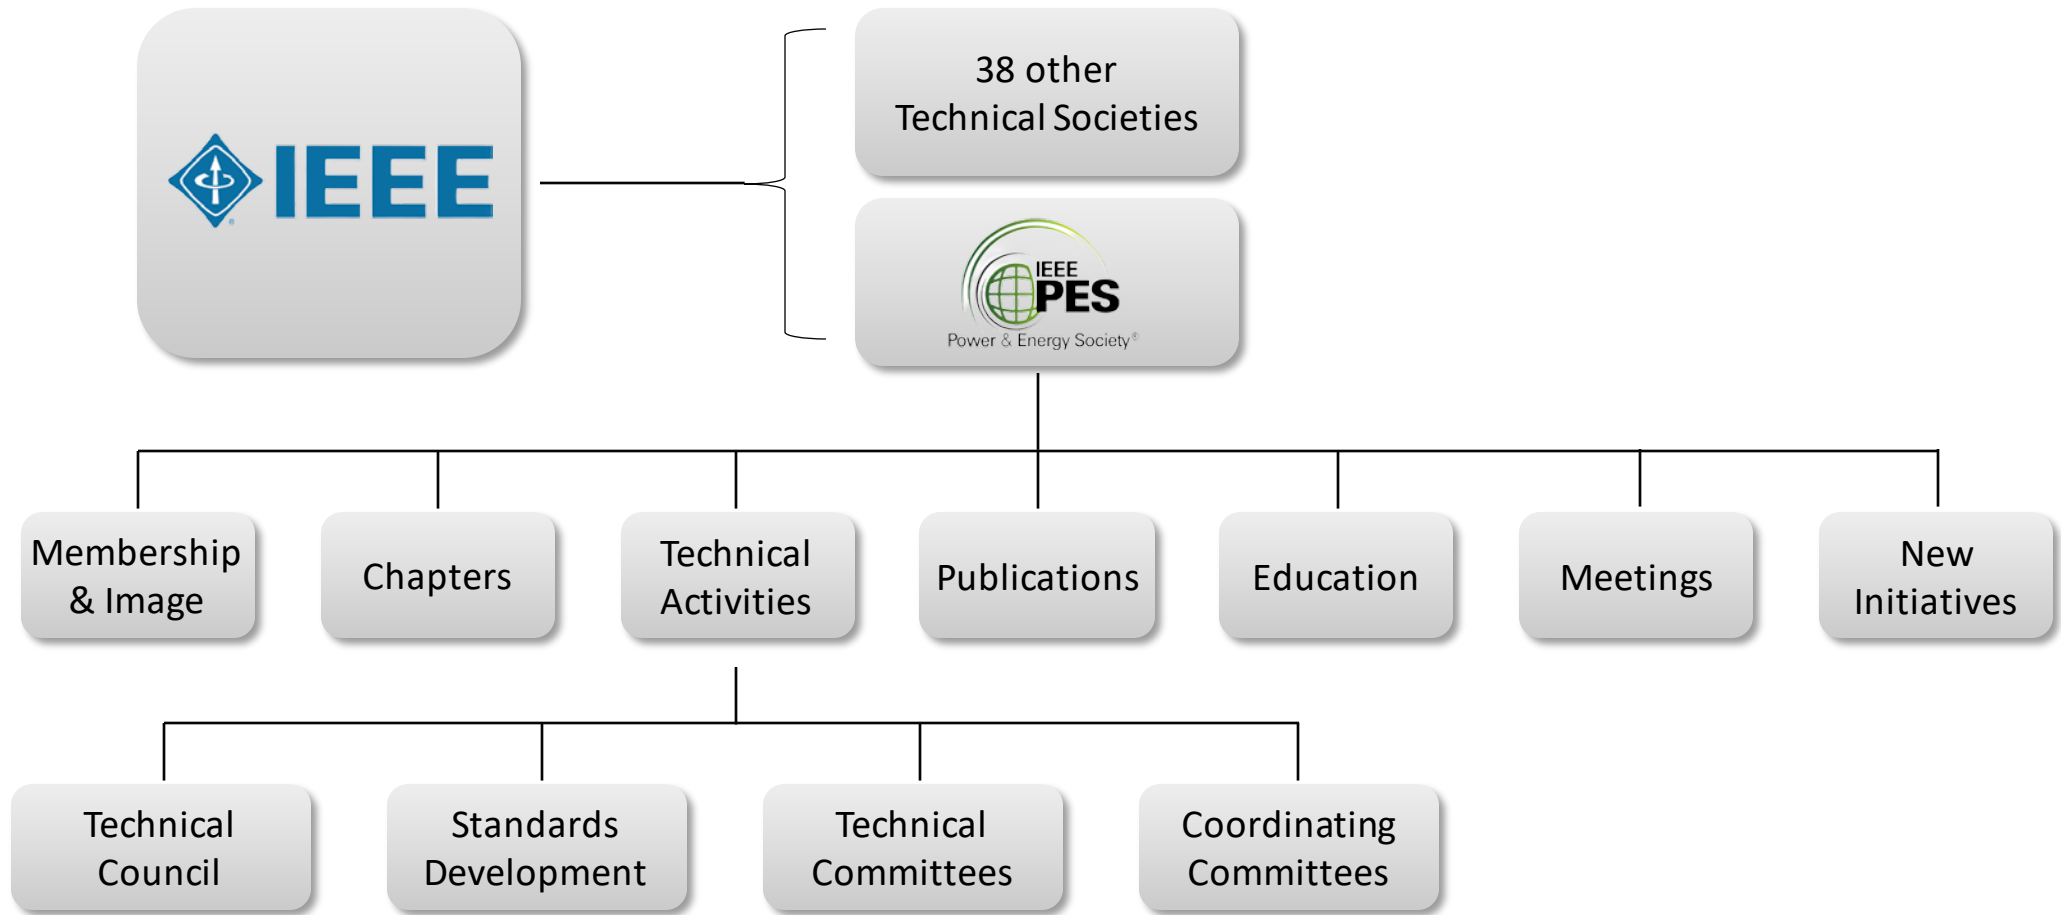 IEEE
®
38 other
Technical Societies
IEEE
PES
Power & Energy Society®
Membership
& Image
Chapters
Technical
Activities
Publications
Education
Meetings
New
Initiatives
Technical
Council
Standards
Development
Technical
Committees
Coordinating
Committees